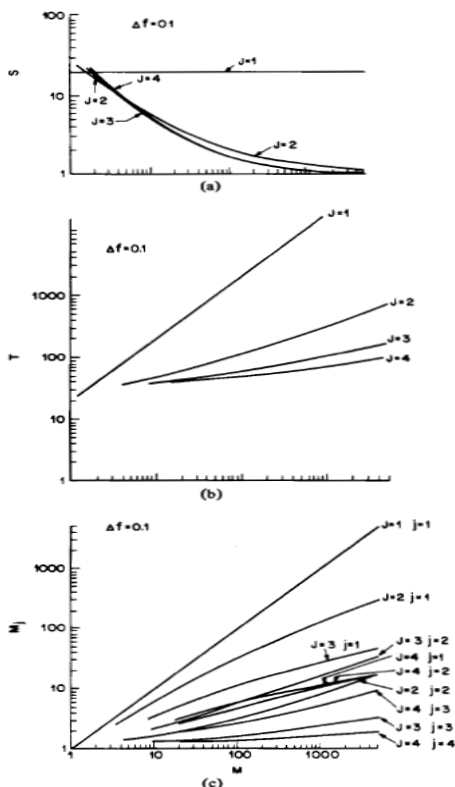 Δf=01
S
100
10
1
J=1
J=4
J=2
J=3
J=2
(a)
Δf=0.1
T
1000
100
10
1
J=1
J=2
J=3
J=4
(b)
Δf=0.1
Mj
1000
100
10
1
J=1 j=1
J=2 j=1
J=3 j=1
J=3 j=2
J=4 j=1
J=4 j=2
J=2 j=2
J=4 j=3
J=3 j=3
J=4 j=4
1 10 100 1000
M
(c)